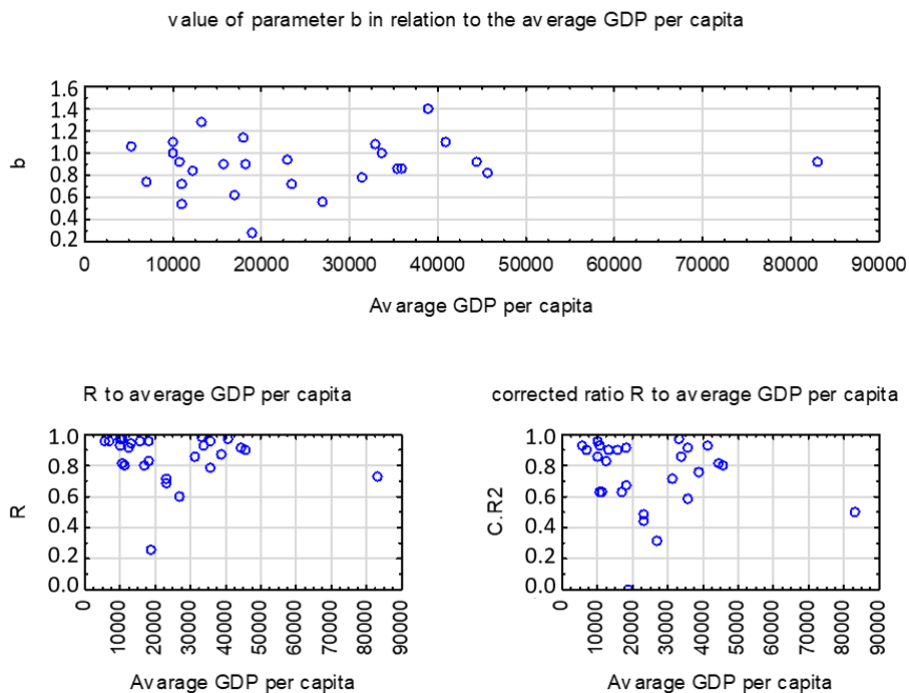 value of parameter b in relation to the average GDP per capita
1.6
1.4
1.2
1.0
0.8
0.6
0.4
0.2
b
0 10000 20000 30000 40000 50000 60000 70000 80000 90000
Avarage GDP per capita
R to average GDP per capita
1.0
0.8
0.6
0.4
0.2
0.0
R
0 10000 20000 30000 40000 50000 60000 70000 80000 90000
Avarage GDP per capita
corrected ratio R to average GDP per capita
1.0
0.8
0.6
0.4
0.2
0.0
C.R2
0 10000 20000 30000 40000 50000 60000 70000 80000 90000
Avarage GDP per capita